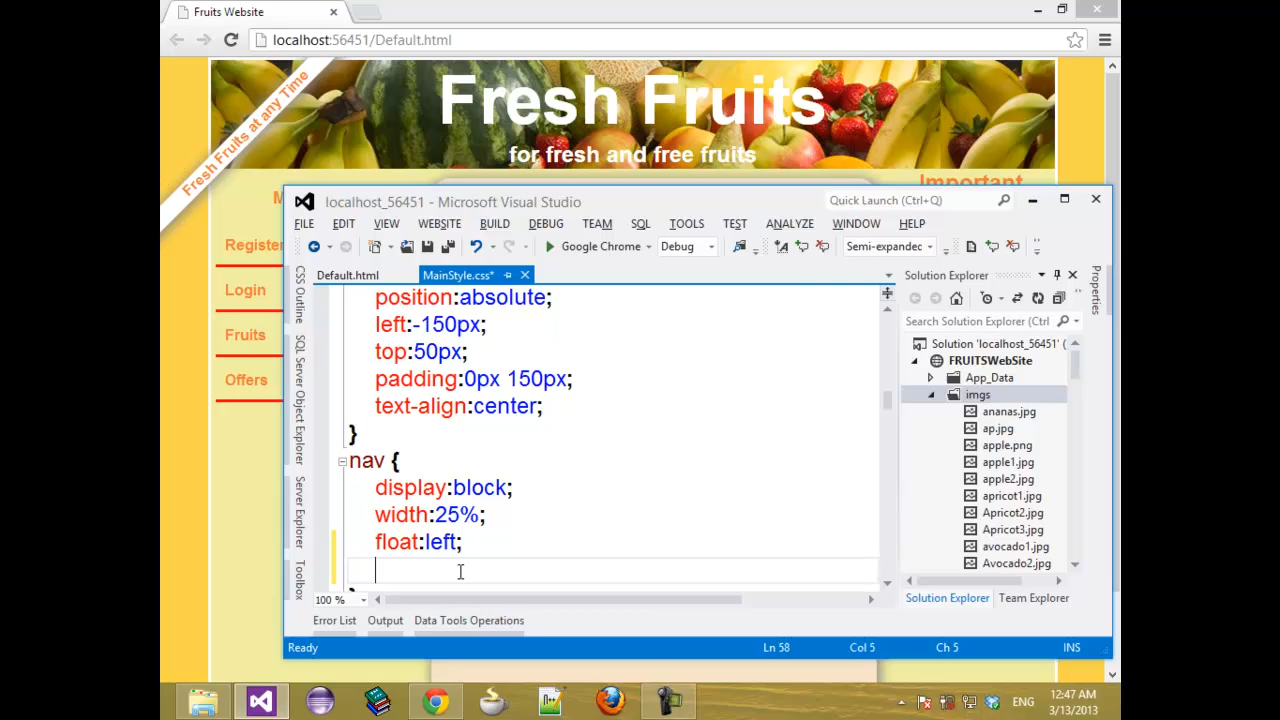 Fruits Website
localhost:56451/Default.html
Fresh Fruits
for fresh and free fruits
Fresh Fruits at any Time
Important
M
Register
Login
Fruits
Offers
localhost_56451 - Microsoft Visual Studio
Quick Launch (Ctrl+Q)
FILE EDIT VIEW WEBSITE BUILD DEBUG TEAM SQL TOOLS TEST ANALYZE WINDOW HELP
Google Chrome Debug Semi-expandec
CSS Outline
SQL Server Object Explorer
Server Explorer
Toolbox
Default.html MainStyle.css*
position:absolute;
left:-150px;
top:50px;
padding:0px 150px;
text-align:center;
}
nav {
display:block;
width:25%;
float:left;
100 %
Solution Explorer
Properties
Search Solution Explorer (Ctrl
Solution 'localhost_56451' (
FRUITSWebSite
App_Data
imgs
ananas.jpg
ap.jpg
apple.png
apple1.jpg
apple2.jpg
apricot1.jpg
Apricot2.jpg
Apricot3.jpg
avocado1.jpg
Avocado2.jpg
Solution Explorer Team Explorer
Error List Output Data Tools Operations
Ready Ln 58 Col 5 Ch 5 INS
ENG
12:47 AM
3/13/2013